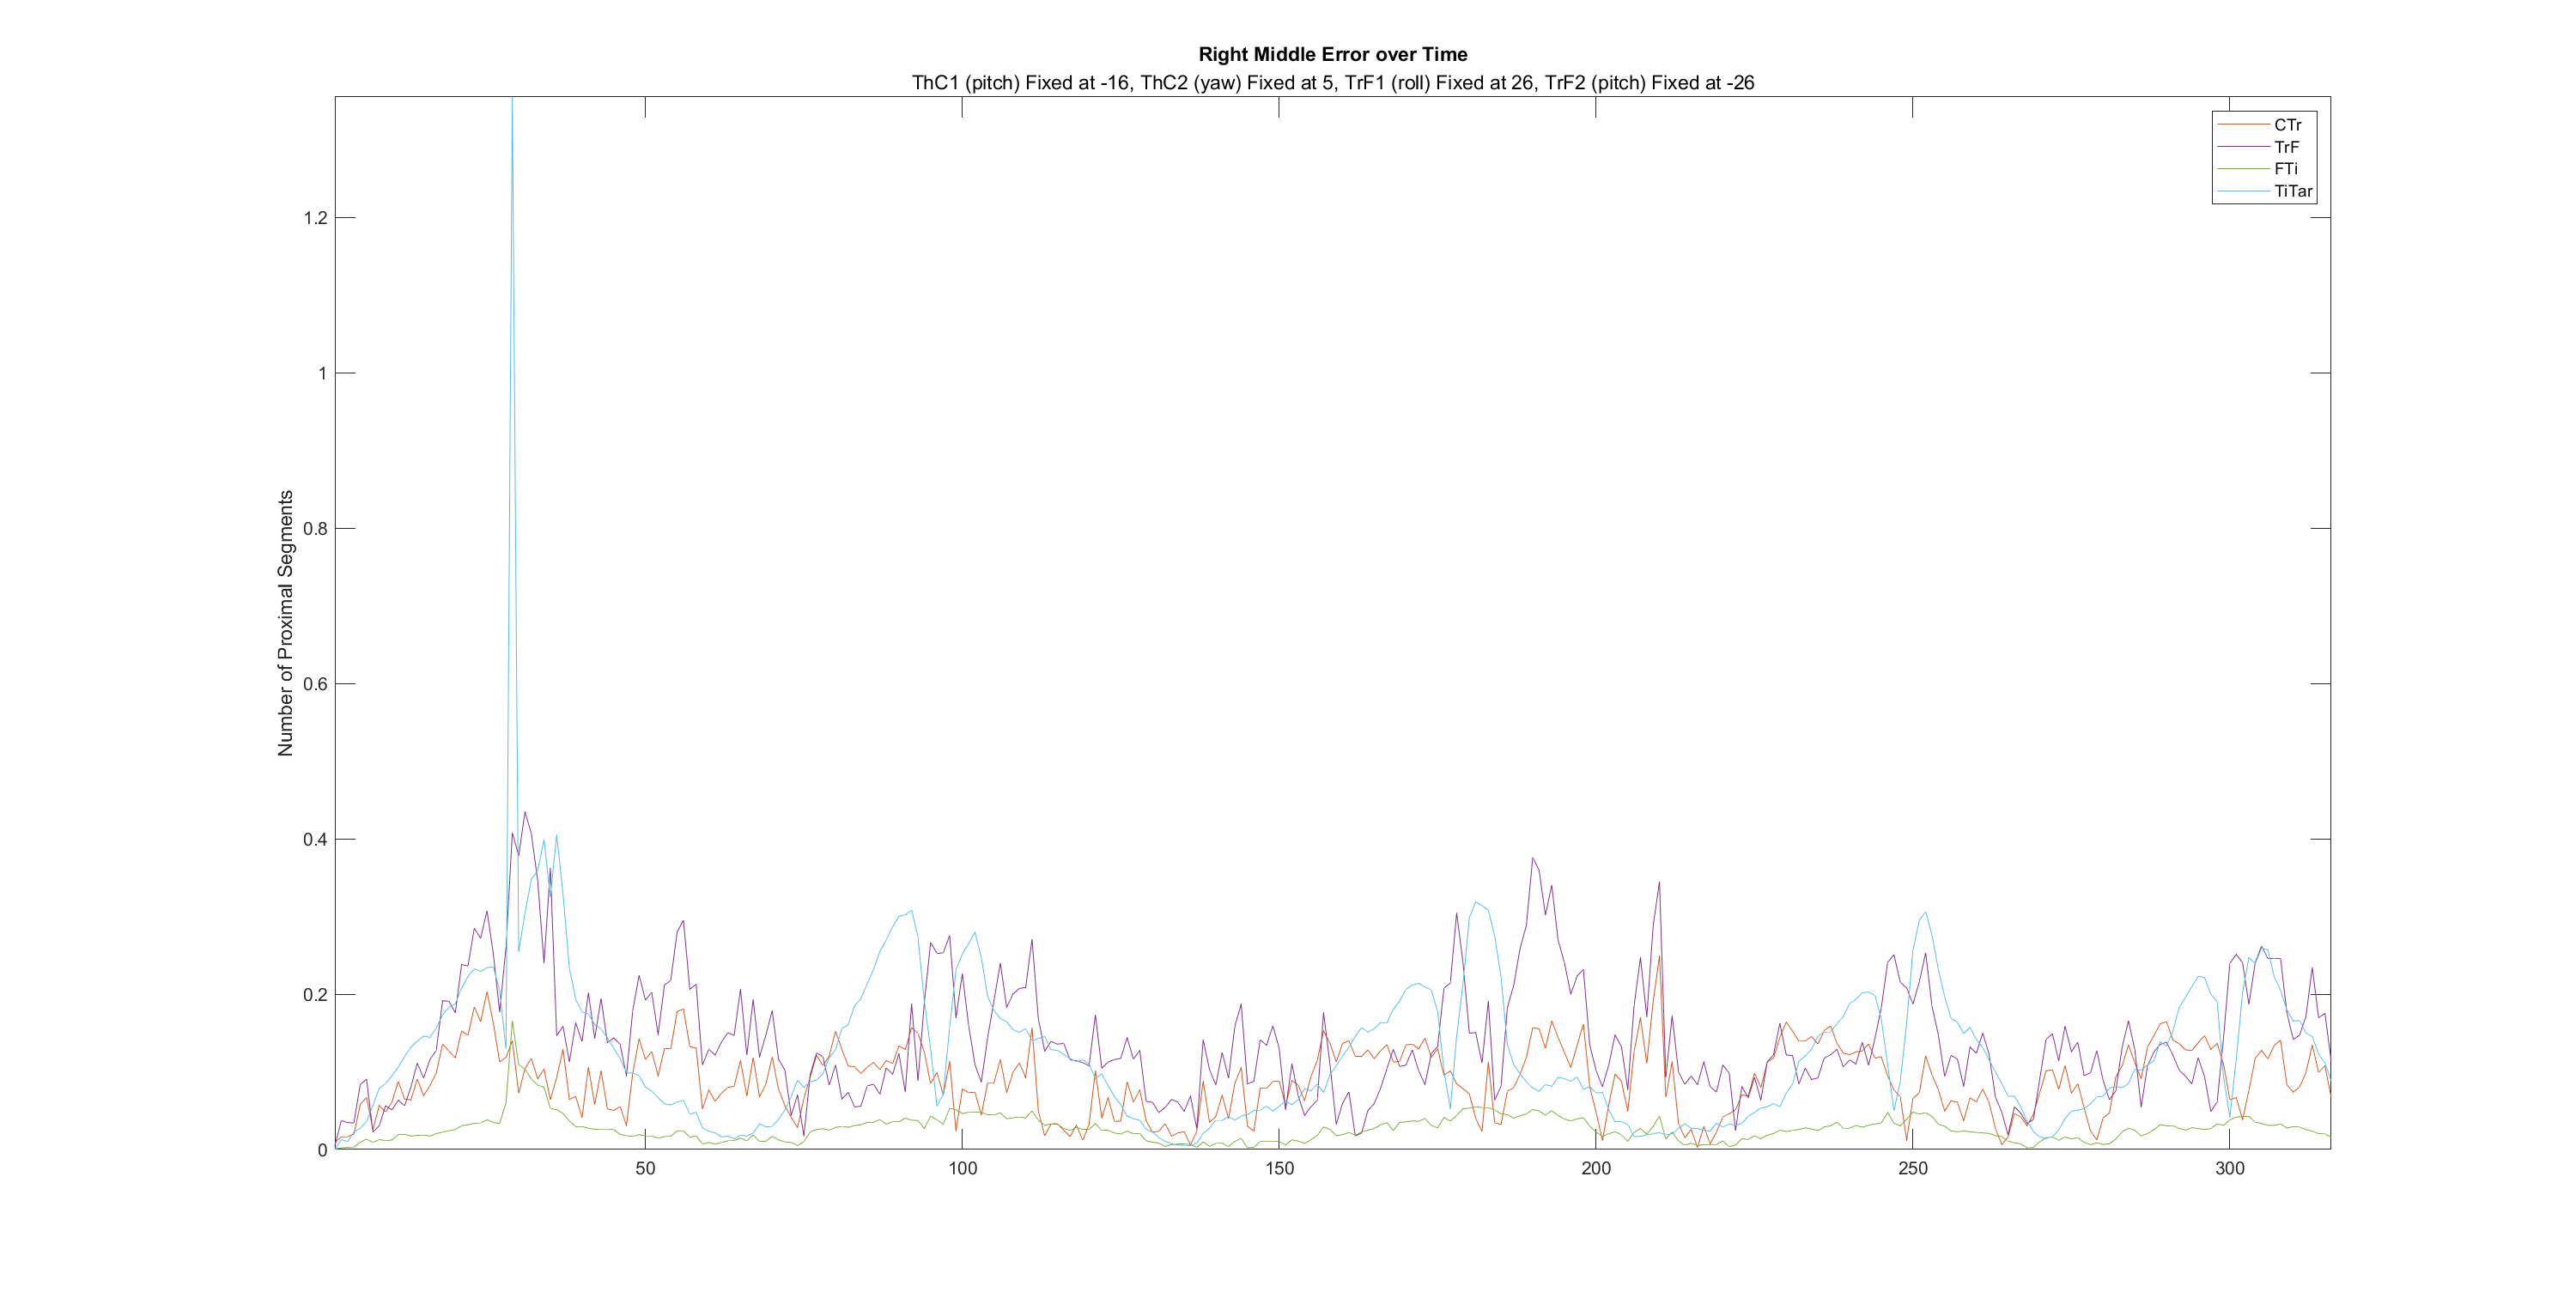 Right Middle Error over Time
ThC1 (pitch) Fixed at -16, ThC2 (yaw) Fixed at 5, TrF1 (roll) Fixed at 26, TrF2 (pitch) Fixed at -26
CTr
TrF
FTi
TiTar
1.2
1
0.8
0.6
0.4
0.2
0
Number of Proximal Segments
50
100
150
200
250
300